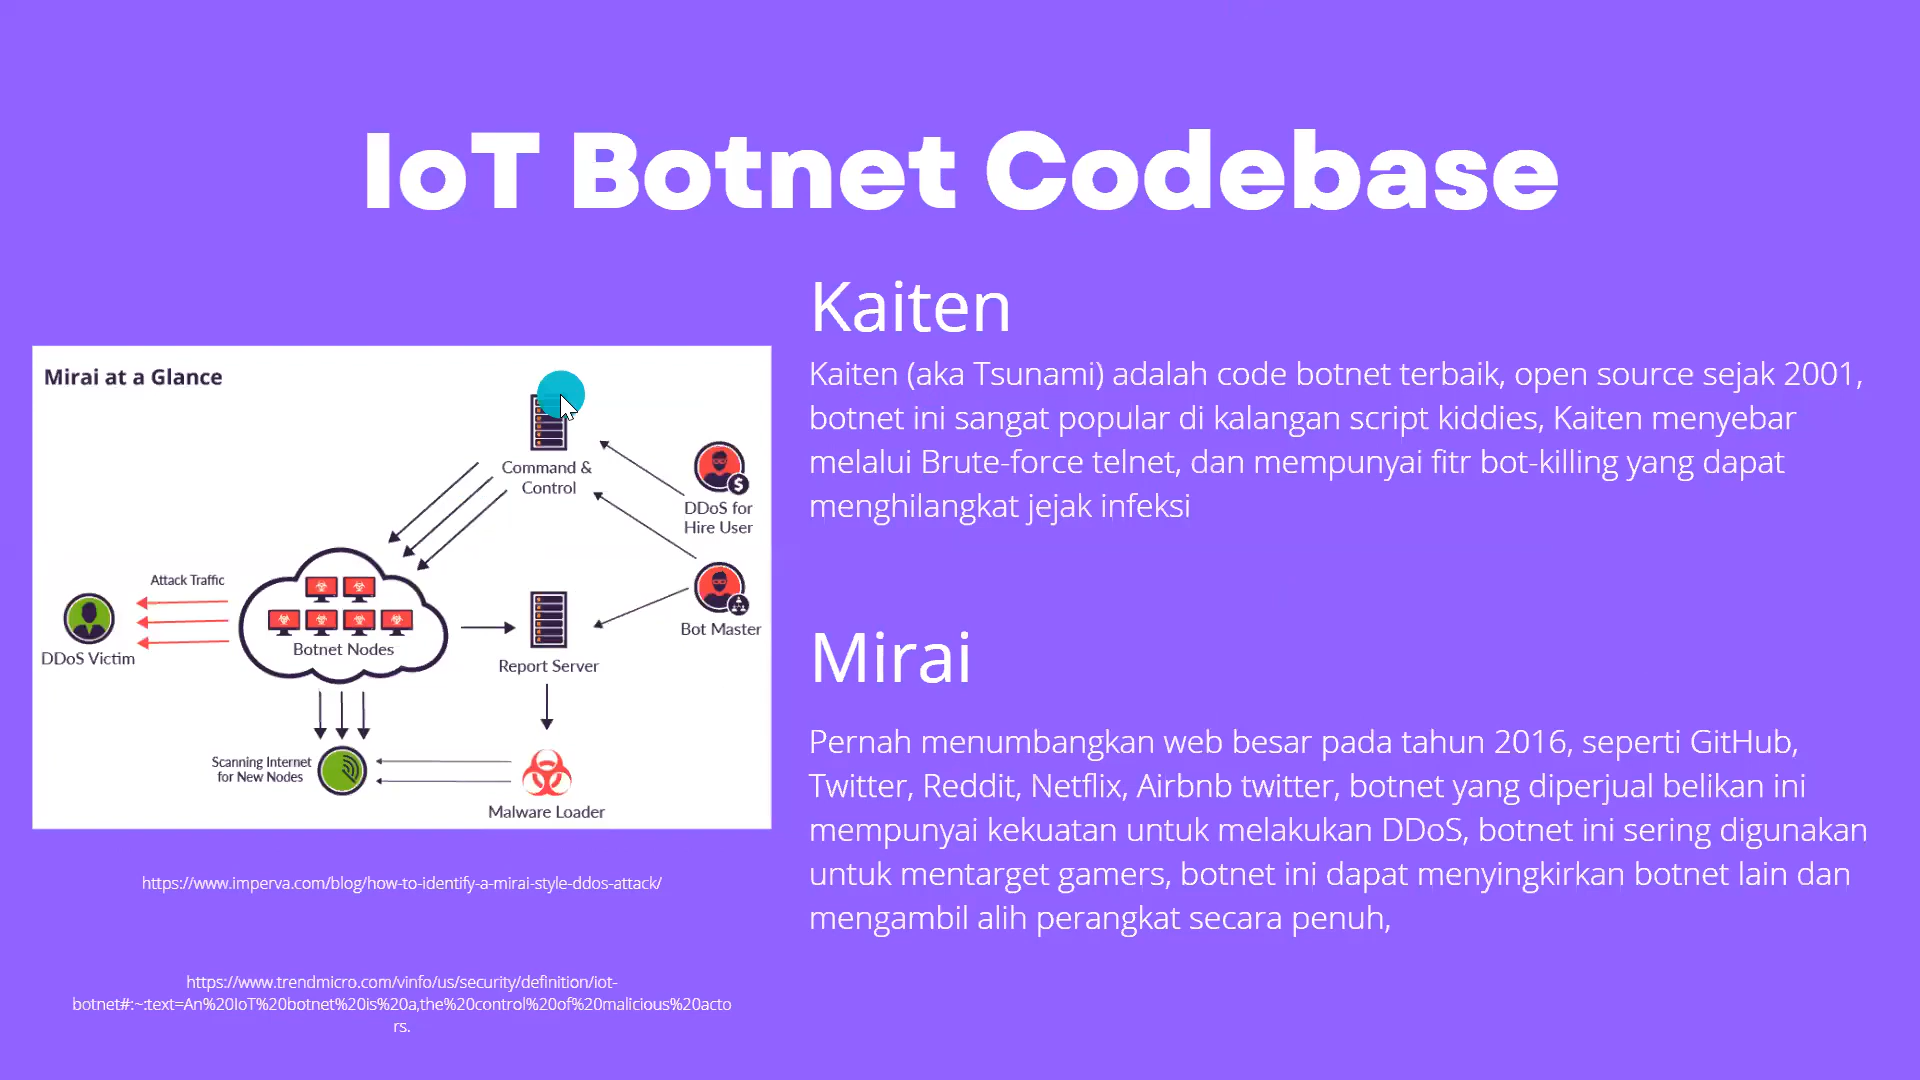 IoT Botnet Codebase
Kaiten
Kaiten (aka Tsunami) adalah code botnet terbaik, open source sejak 2001,
botnet ini sangat popular di kalangan script kiddies, Kaiten menyebar
melalui Brute-force telnet, dan mempunyai fitr bot-killing yang dapat
menghilangkat jejak infeksi
Mirai
Pernah menumbangkan web besar pada tahun 2016, seperti GitHub,
Twitter, Reddit, Netflix, Airbnb twitter, botnet yang diperjual belikan ini
mempunyai kekuatan untuk melakukan DDoS, botnet ini sering digunakan
untuk mentarget gamers, botnet ini dapat menyingkirkan botnet lain dan
mengambil alih perangkat secara penuh,
Mirai at a Glance
Command &
Control
DDoS for
Hire User
Attack Traffic
Botnet Nodes
Bot Master
DDoS Victim
Report Server
Scanning Internet
for New Nodes
Malware Loader
https://www.imperva.com/blog/how-to-identify-a-mirai-style-ddos-attack/
https://www.trendmicro.com/vinfo/us/security/definition/iot-
botnet#:~:text=An%20IoT%20botnet%20is%20a,the%20control%20of%20malicious%20acto
rs.